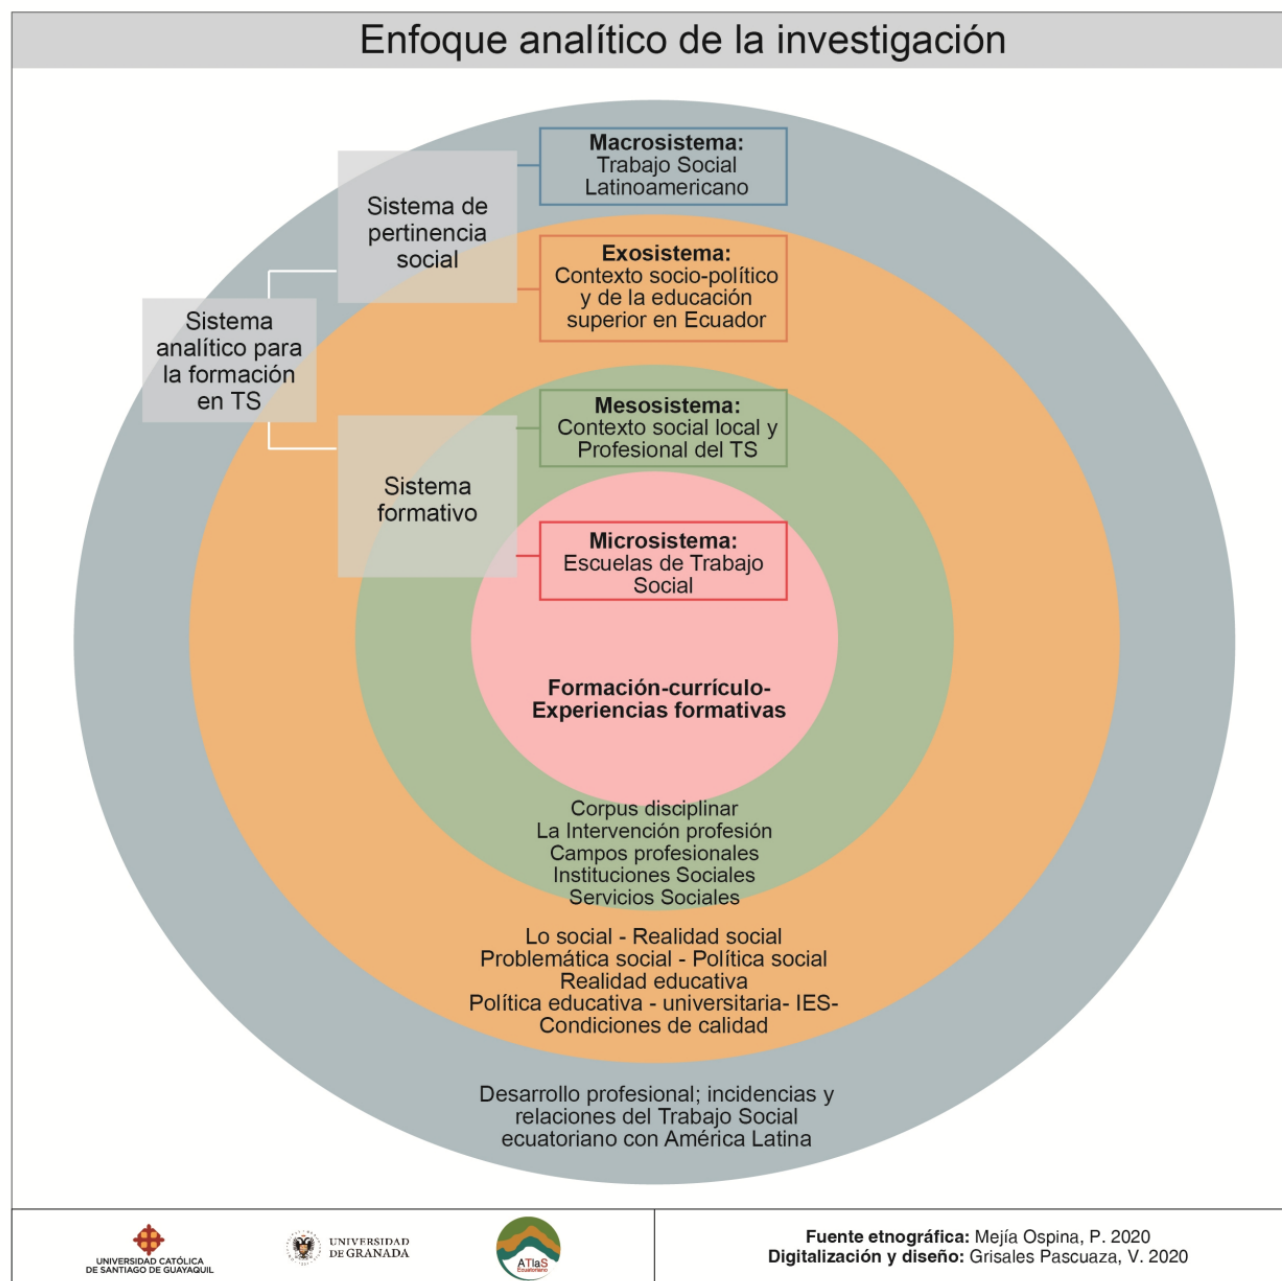 Enfoque analítico de la investigación
Macrosistema:
Trabajo Social
Latinoamericano
Sistema de
pertinencia
social
Exosistema:
Contexto socio-político
y de la educación
superior en Ecuador
Sistema
analítico para
la formación
en TS
Mesosistema:
Contexto social local y
Profesional del TS
Sistema
formativo
Microsistema:
Escuelas de Trabajo
Social
Formación-currículo-
Experiencias formativas
Corpus disciplinar
La Intervención profesión
Campos profesionales
Instituciones Sociales
Servicios Sociales
Lo social - Realidad social
Problemática social - Política social
Realidad educativa
Política educativa - universitaria- IES-
Condiciones de calidad
Desarrollo profesional; incidencias y
relaciones del Trabajo Social
ecuatoriano con América Latina
UNIVERSIDAD CATÓLICA
DE SANTIAGO DE GUAYAQUIL
UNIVERSIDAD
DE GRANADA
ATlaS
Ecuatoriano
Fuente etnográfica: Mejía Ospina, P. 2020
Digitalización y diseño: Grisales Pascuaza, V. 2020